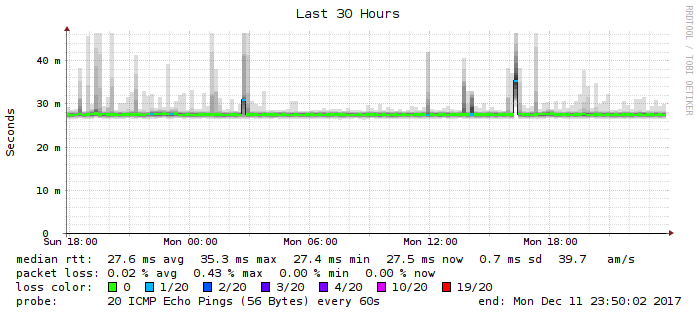 Last 30 Hours
RRDTOOL / TOBI OETIKER
Seconds
40 m
30 m
20 m
10 m
0
Sun 18:00 Mon 00:00 Mon 06:00 Mon 12:00 Mon 18:00
median rtt: 27.6 ms avg 35.3 ms max 27.4 ms min 27.5 ms now 0.7 ms sd 39.7 am/s
packet loss: 0.02 % avg 0.43 % max 0.00 % min 0.00 % now
loss color: 0 1/20 2/20 3/20 4/20 10/20 19/20
probe: 20 ICMP Echo Pings (56 Bytes) every 60s end: Mon Dec 11 23:50:02 2017